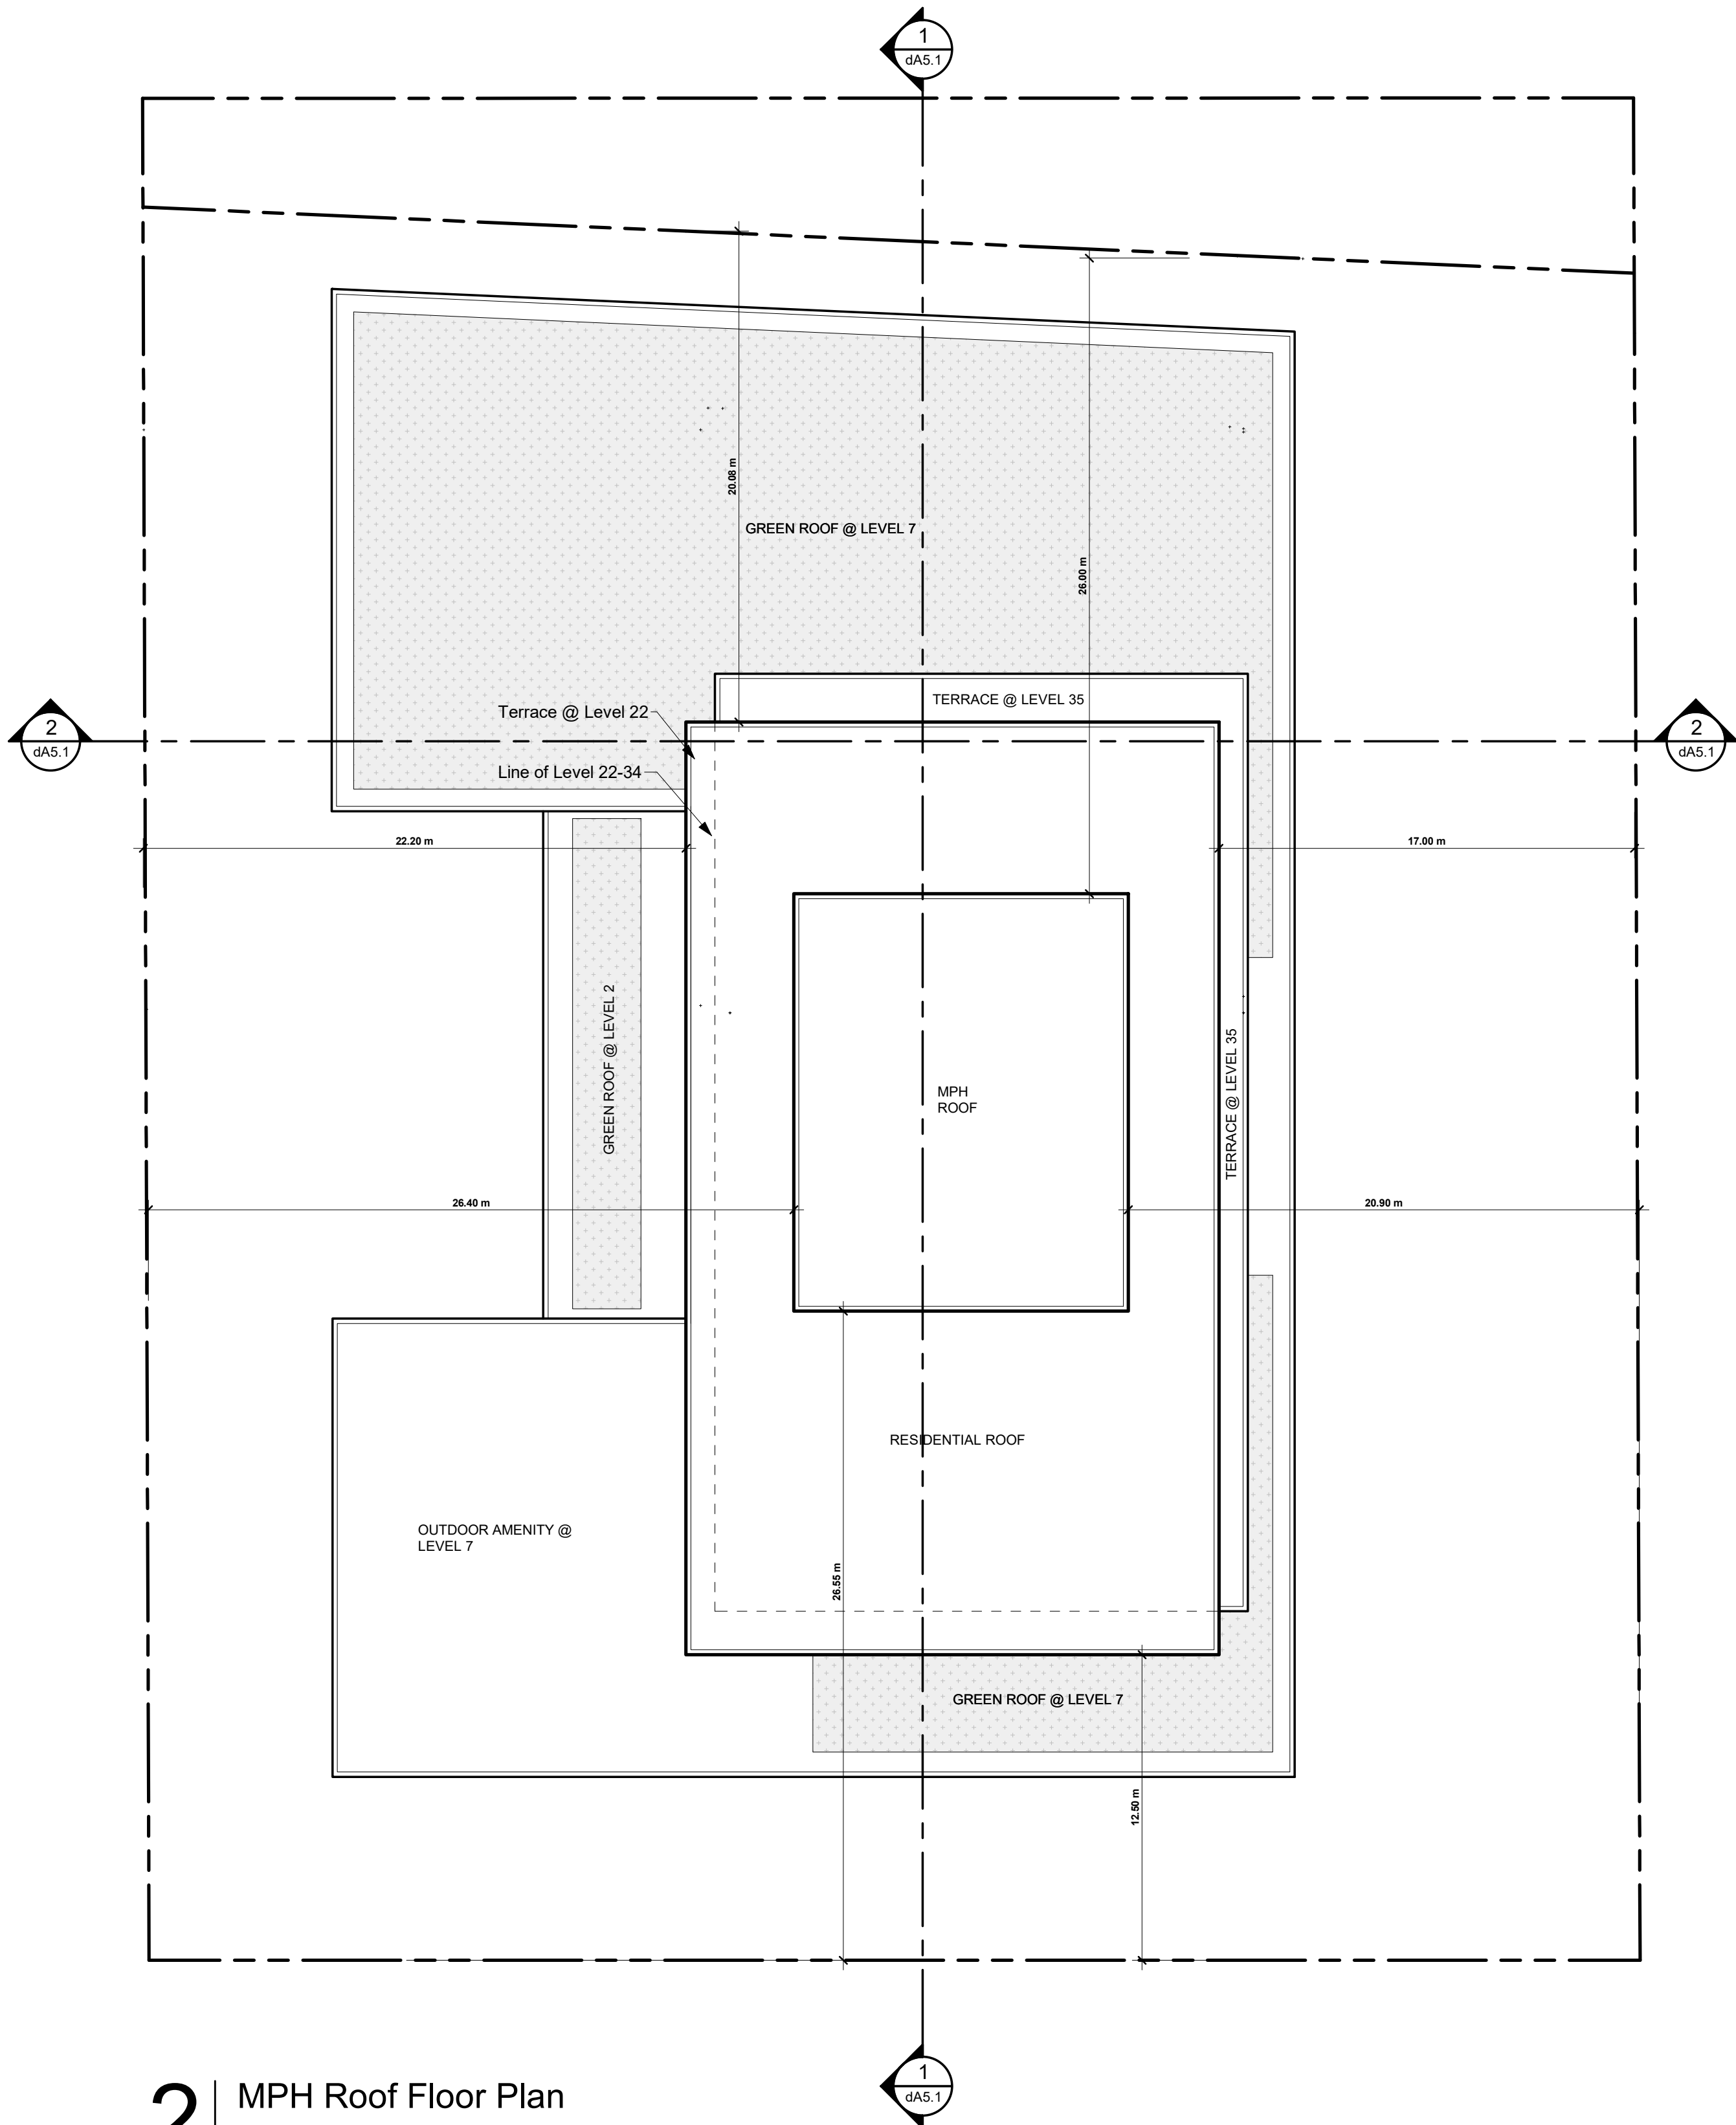 1
dA5.1
20.08 m
GREEN ROOF @ LEVEL 7
26.00 m
TERRACE @ LEVEL 35
Terrace @ Level 22
2
dA5.1
2
dA5.1
Line of Level 22-34
22.20 m
17.00 m
GREEN ROOF @ LEVEL 2
MPH
ROOF
TERRACE @ LEVEL 35
26.40 m
20.90 m
RESIDENTIAL ROOF
OUTDOOR AMENITY @
LEVEL 7
26.55 m
GREEN ROOF @ LEVEL 7
12.50 m
1
dA5.1
2
MPH Roof Floor Plan